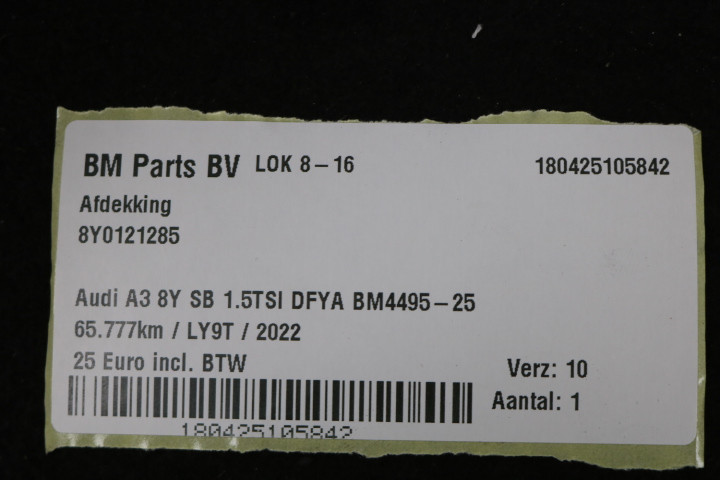 BM Parts BV LOK 8-16 180425105842
Afdekking
8Y0121285
Audi A3 8Y SB 1.5TSI DFYA BM4495-25
65.777km / LY9T / 2022
25 Euro incl. BTW Verz: 10
Aantal: 1
180425105842